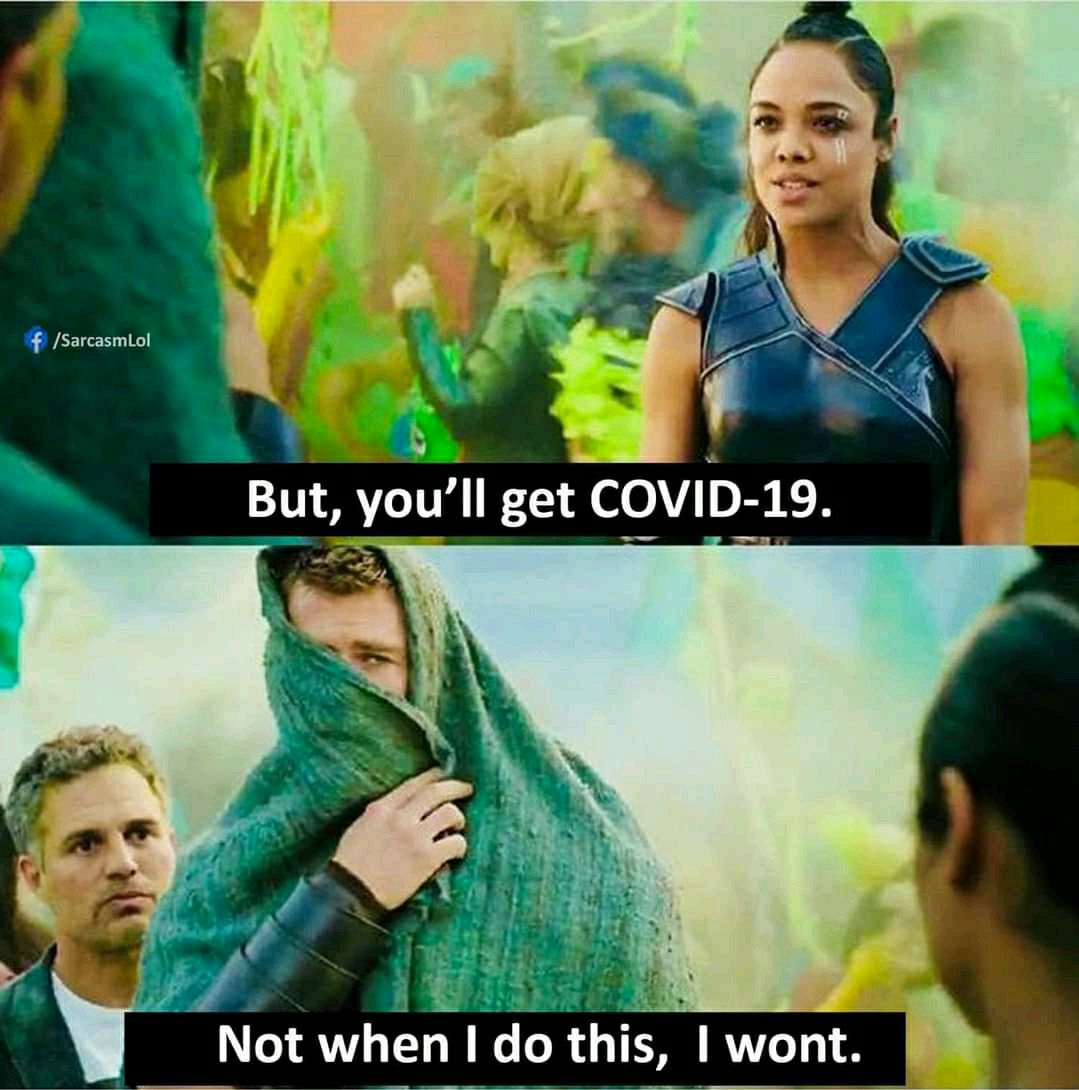 /SarcasmLol
But, you’ll get COVID-19.
Not when I do this, I wont.